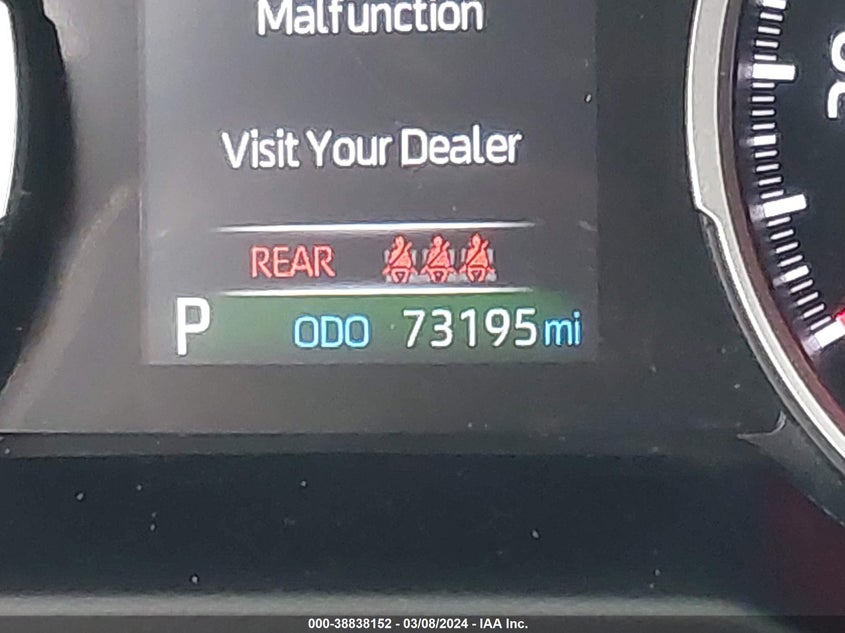 Malfunction
Visit Your Dealer
REAR
P ODO 73195 mi
000-38838152 - 03/08/2024 - IAA Inc.